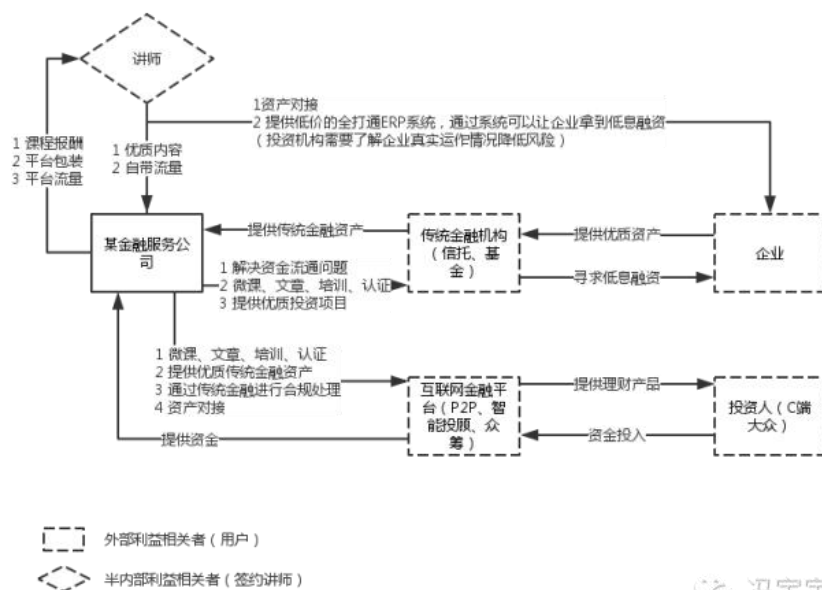 讲师
1资产对接
2 提供低价的全打通ERP系统，通过系统可以让企业拿到低息融资
（投资机构需要了解企业真实运作情况降低风险）
1 课程报酬
2 平台包装
3 平台流量
1 优质内容
2 自带流量
某金融服务公
司
提供传统金融资产
传统金融机构
（信托、基
金）
提供优质资产
企业
寻求低息融资
1 解决资金流通问题
2 微课、文章、培训、认证
3 提供优质投资项目
1 微课、文章、培训、认证
2 提供优质传统金融资产
3 通过传统金融进行合规处理
4 资产对接
互联网金融平
台（P2P、智
能投顾、众
筹）
提供理财产品
投资人（C端
大众）
资金投入
提供资金
外部利益相关者（用户）
半内部利益相关者（签约讲师）